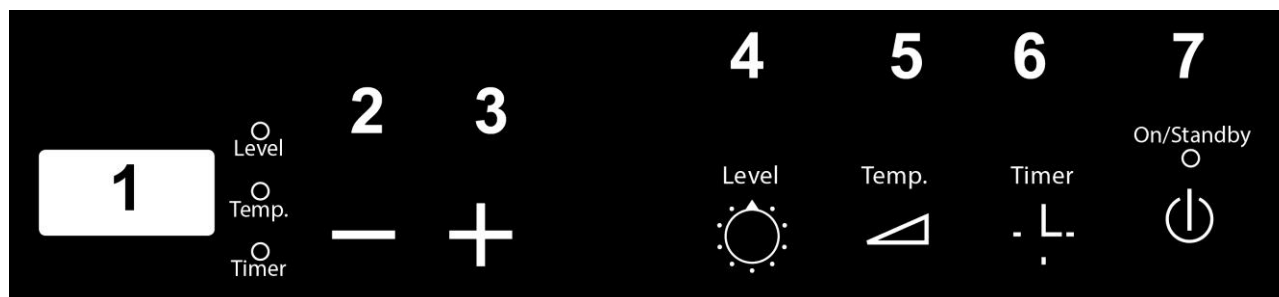 4 5 6 7
2 3
On/Standby
Level
1
Level Temp. Timer
Temp.
Timer